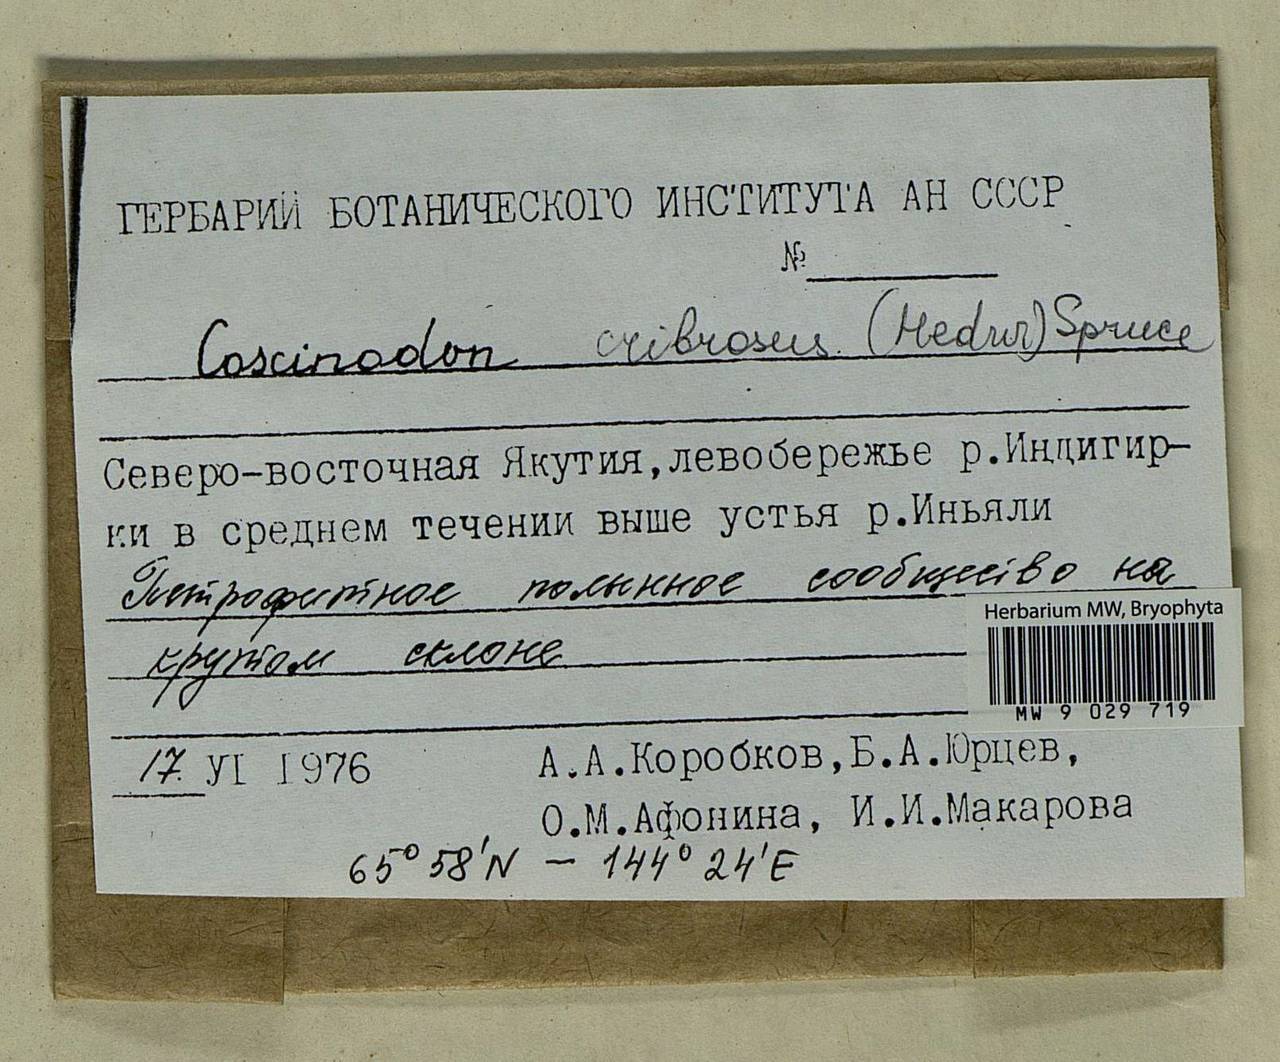 ГЕРБАРИЙ БОТАНИЧЕСКОГО ИНСТИТУТА АН СССР
№
Coscinodon cribrosus (Hedw) Spruce
Северо-восточная Якутия, левобережье р.Индигир-
ки в среднем течении выше устья р.Иньяли
Петрофитное полынное сообщество на
крутом склоне
Herbarium MW, Bryophyta
MW 9 029 719
17 VI 1976
А.А.Коробков, Б.А.Юрцев,
О.М.Афонина, И.И.Макарова
65° 58' N – 144° 24' E